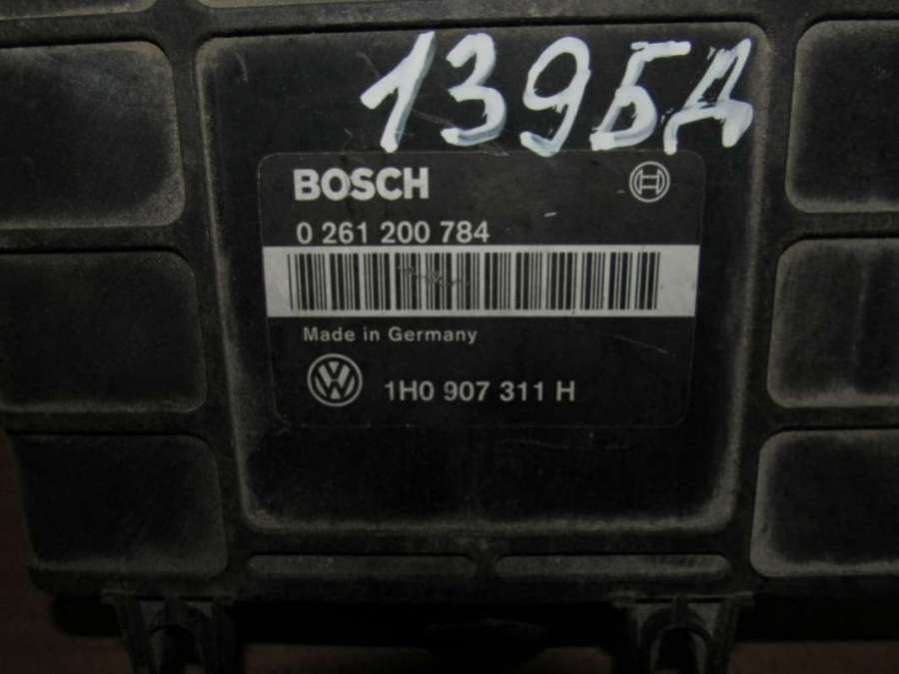 139БД
BOSCH
0 261 200 784
Made in Germany
1H0 907 311 H